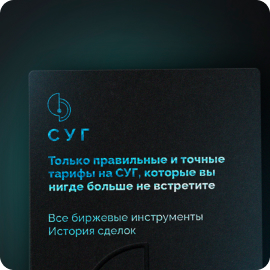 СУГ
Только правильные и точные
тарифы на СУГ, которые вы
нигде больше не встретите
Все биржевые инструменты
История сделок